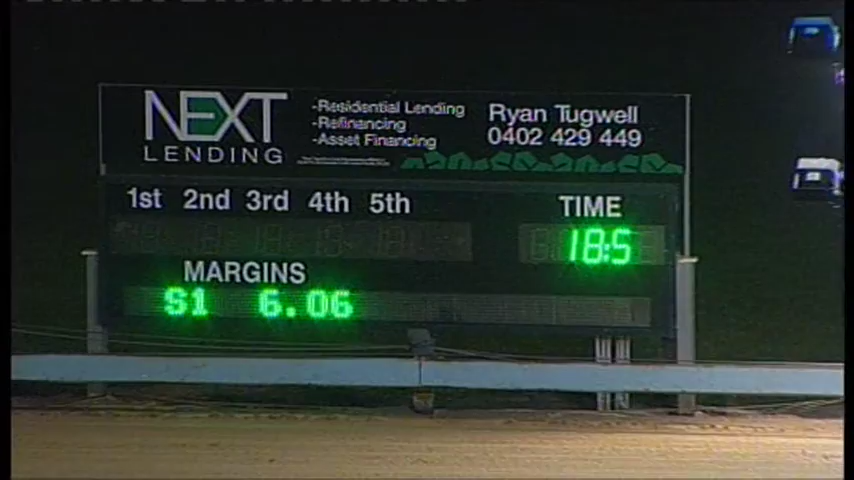 NEXT
LENDING
-Residential Lending
-Refinancing
-Asset Financing
Ryan Tugwell
0402 429 449
1st 2nd 3rd 4th 5th
TIME
18:5
MARGINS
S1 6.06